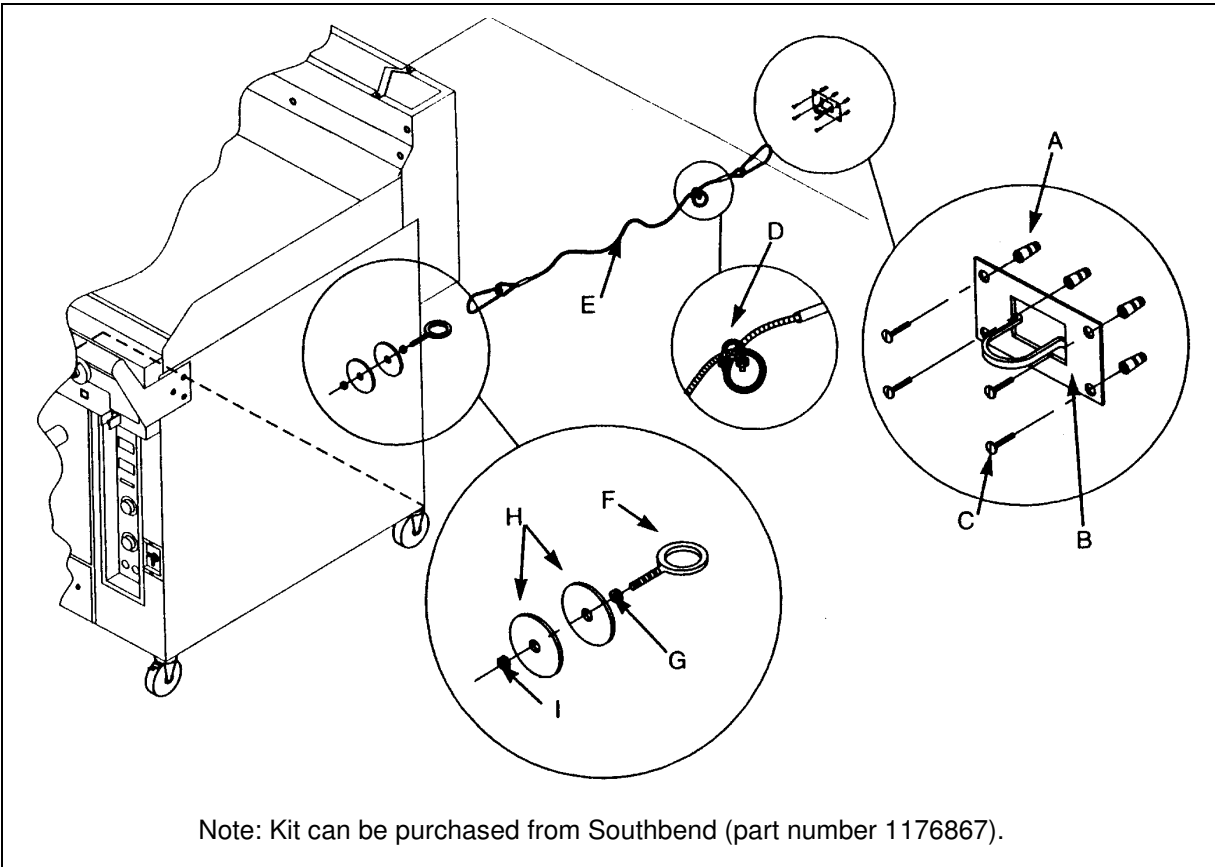 A
D
E
C
B
F
H
G
I
Note: Kit can be purchased from Southbend (part number 1176867).